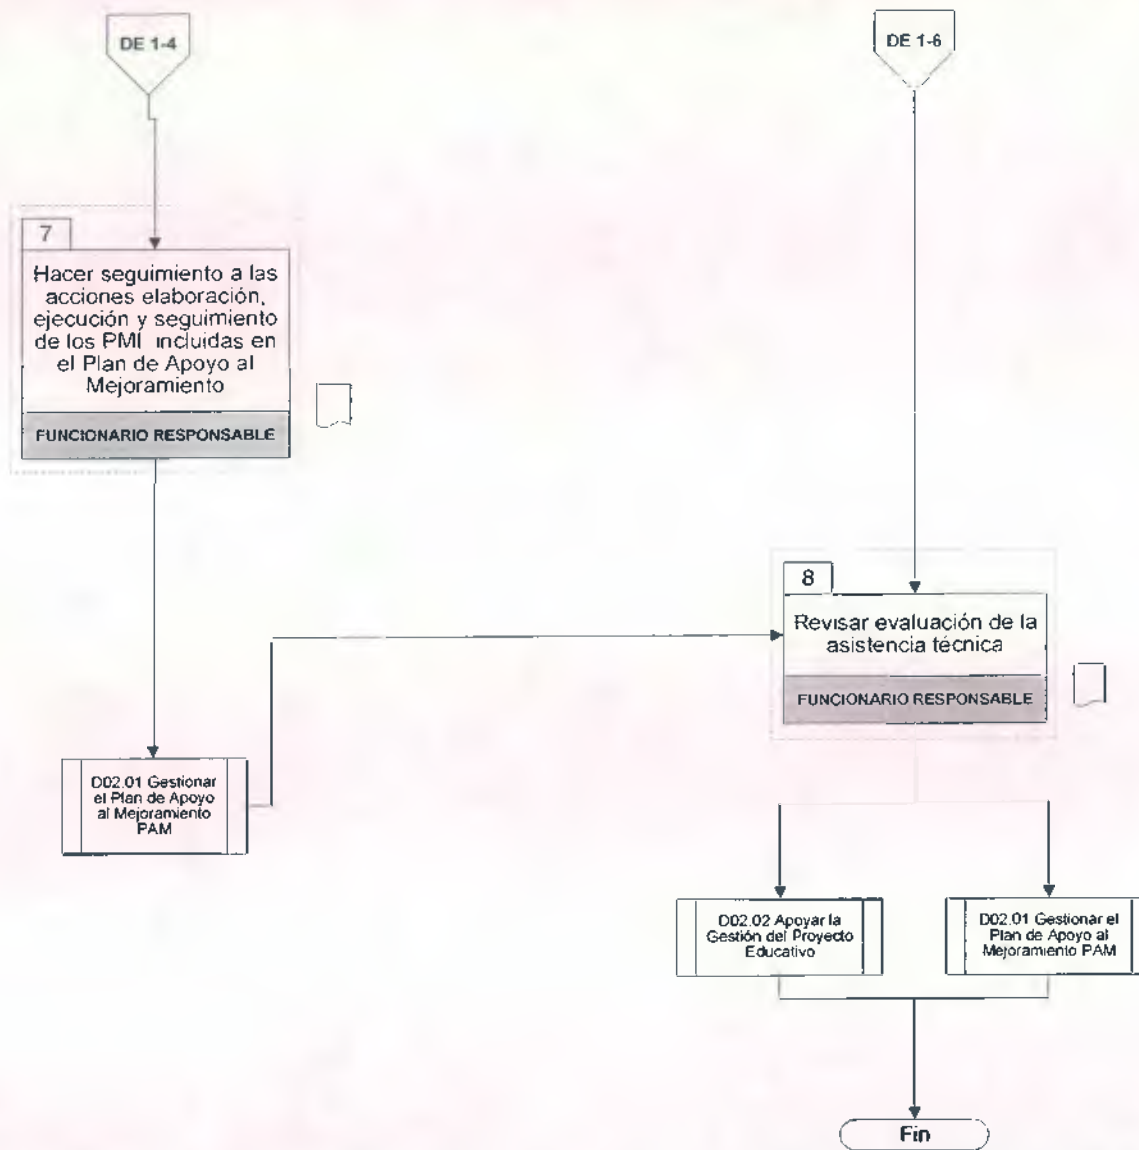 DE 1-4
DE 1-6
7
Hacer seguimiento a las
acciones elaboración,
ejecución y seguimiento
de los PMI incluidas en
el Plan de Apoyo al
Mejoramiento
FUNCIONARIO RESPONSABLE
8
Revisar evaluación de la
asistencia técnica
FUNCIONARIO RESPONSABLE
D02.01 Gestionar
el Plan de Apoyo
al Mejoramiento
PAM
D02.02 Apoyar la
Gestión del Proyecto
Educativo
D02.01 Gestionar el
Plan de Apoyo al
Mejoramiento PAM
Fin